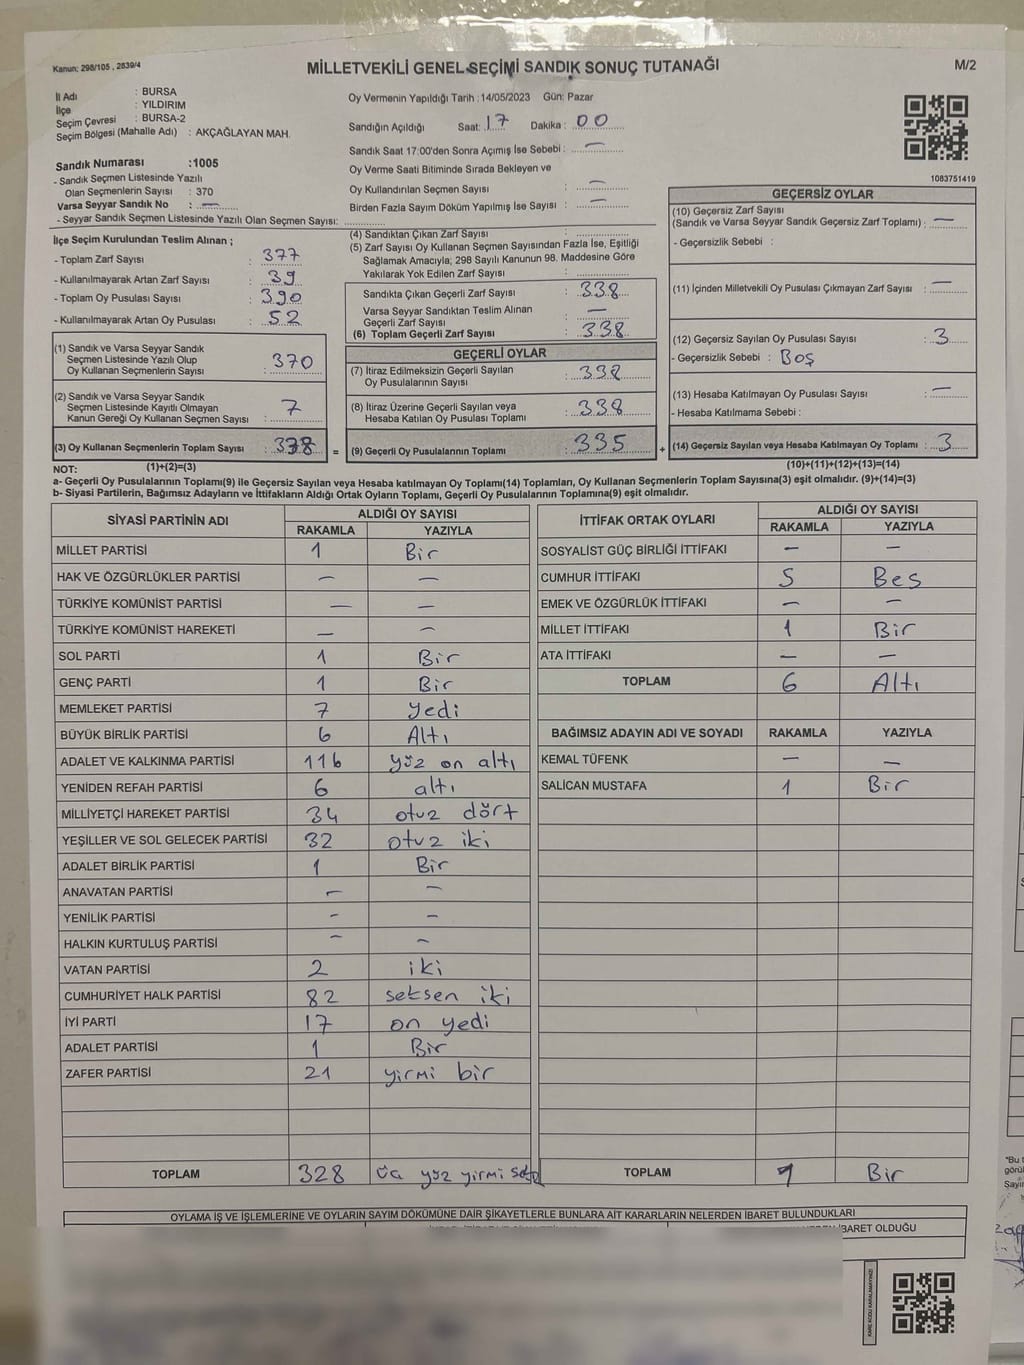 Kanun: 298/105 , 2839/4
MİLLETVEKİLİ GENEL SEÇİMİ SANDIK SONUÇ TUTANAĞI
M/2
İl Adı : BURSA
İlçe : YILDIRIM
Seçim Çevresi : BURSA-2
Seçim Bölgesi (Mahalle Adı) : AKÇAĞLAYAN MAH.
Sandık Numarası :1005
- Sandık Seçmen Listesinde Yazılı
Olan Seçmenlerin Sayısı : 370
Varsa Seyyar Sandık No : —
- Seyyar Sandık Seçmen Listesinde Yazılı Olan Seçmen Sayısı:
Oy Vermenin Yapıldığı Tarih :14/05/2023 Gün: Pazar
Sandığın Açıldığı Saat: 17 Dakika : 00
Sandık Saat 17:00'den Sonra Açımış İse Sebebi : —
Oy Verme Saati Bitiminde Sırada Bekleyen ve
Oy Kullandırılan Seçmen Sayısı : —
Birden Fazla Sayım Döküm Yapılmış İse Sayısı : —
1083751419
İlçe Seçim Kurulundan Teslim Alınan ;
- Toplam Zarf Sayısı : 377
- Kullanılmayarak Artan Zarf Sayısı : 39
- Toplam Oy Pusulası Sayısı : 390
- Kullanılmayarak Artan Oy Pusulası : 52
(1) Sandık ve Varsa Seyyar Sandık
Seçmen Listesinde Yazılı Olup
Oy Kullanan Seçmenlerin Sayısı : 370
(2) Sandık ve Varsa Seyyar Sandık
Seçmen Listesinde Kayıtlı Olmayan
Kanun Gereği Oy Kullanan Seçmen Sayısı : 7
(3) Oy Kullanan Seçmenlerin Toplam Sayısı : 338 =
(4) Sandıktan Çıkan Zarf Sayısı :
(5) Zarf Sayısı Oy Kullanan Seçmen Sayısından Fazla İse, Eşitliği
Sağlamak Amacıyla; 298 Sayılı Kanunun 98. Maddesine Göre
Yakılarak Yok Edilen Zarf Sayısı :
Sandıkta Çıkan Geçerli Zarf Sayısı : 338
Varsa Seyyar Sandıktan Teslim Alınan
Geçerli Zarf Sayısı : —
(6) Toplam Geçerli Zarf Sayısı : 338
GEÇERLİ OYLAR
(7) İtiraz Edilmeksizin Geçerli Sayılan
Oy Pusulalarının Sayısı : 338
(8) İtiraz Üzerine Geçerli Sayılan veya
Hesaba Katılan Oy Pusulası Toplamı : 338
(9) Geçerli Oy Pusulalarının Toplamı : 335 +
GEÇERSİZ OYLAR
(10) Geçersiz Zarf Sayısı
(Sandık ve Varsa Seyyar Sandık Geçersiz Zarf Toplamı) : —
- Geçersizlik Sebebi :
(11) İçinden Milletvekili Oy Pusulası Çıkmayan Zarf Sayısı : —
(12) Geçersiz Sayılan Oy Pusulası Sayısı : 3
- Geçersizlik Sebebi : Boş
(13) Hesaba Katılmayan Oy Pusulası Sayısı : —
- Hesaba Katılmama Sebebi :
(14) Geçersiz Sayılan veya Hesaba Katılmayan Oy Toplamı : 3
NOT: (1)+(2)=(3) (10)+(11)+(12)+(13)=(14)
a- Geçerli Oy Pusulalarının Toplamı(9) ile Geçersiz Sayılan veya Hesaba katılmayan Oy Toplamı(14) Toplamları, Oy Kullanan Seçmenlerin Toplam Sayısına(3) eşit olmalıdır. (9)+(14)=(3)
b- Siyasi Partilerin, Bağımsız Adayların ve İttifakların Aldığı Ortak Oyların Toplamı, Geçerli Oy Pusulalarının Toplamına(9) eşit olmalıdır.
SİYASİ PARTİNİN ADI ALDIĞI OY SAYISI
RAKAMLA YAZIYLA
MİLLET PARTİSİ 1 Bir
HAK VE ÖZGÜRLÜKLER PARTİSİ — —
TÜRKİYE KOMÜNİST PARTİSİ — —
TÜRKİYE KOMÜNİST HAREKETİ — —
SOL PARTİ 1 Bir
GENÇ PARTİ 1 Bir
MEMLEKET PARTİSİ 7 yedi
BÜYÜK BİRLİK PARTİSİ 6 Altı
ADALET VE KALKINMA PARTİSİ 116 yüz on altı
YENİDEN REFAH PARTİSİ 6 altı
MİLLİYETÇİ HAREKET PARTİSİ 34 otuz dört
YEŞİLLER VE SOL GELECEK PARTİSİ 32 otuz iki
ADALET BİRLİK PARTİSİ 1 Bir
ANAVATAN PARTİSİ — —
YENİLİK PARTİSİ — —
HALKIN KURTULUŞ PARTİSİ — —
VATAN PARTİSİ 2 iki
CUMHURİYET HALK PARTİSİ 82 seksen iki
İYİ PARTİ 17 on yedi
ADALET PARTİSİ 1 Bir
ZAFER PARTİSİ 21 yirmi bir
TOPLAM 328 üç yüz yirmi
İTTİFAK ORTAK OYLARI ALDIĞI OY SAYISI
RAKAMLA YAZIYLA
SOSYALİST GÜÇ BİRLİĞİ İTTİFAKI — —
CUMHUR İTTİFAKI 5 Beş
EMEK VE ÖZGÜRLÜK İTTİFAKI — —
MİLLET İTTİFAKI 1 Bir
ATA İTTİFAKI — —
TOPLAM 6 Altı
BAĞIMSIZ ADAYIN ADI VE SOYADI RAKAMLA YAZIYLA
KEMAL TÜFENK — —
SALİCAN MUSTAFA 1 Bir
TOPLAM 1 Bir
OYLAMA İŞ VE İŞLEMLERİNE VE OYLARIN SAYIM DÖKÜMÜNE DAİR ŞİKAYETLERLE BUNLARA AİT KARARLARIN NELERDEN İBARET BULUNDUKLARI
İBARET OLDUĞU
KARE KODU KARALAMAYINIZ!
"Bu t
görül
Sayın